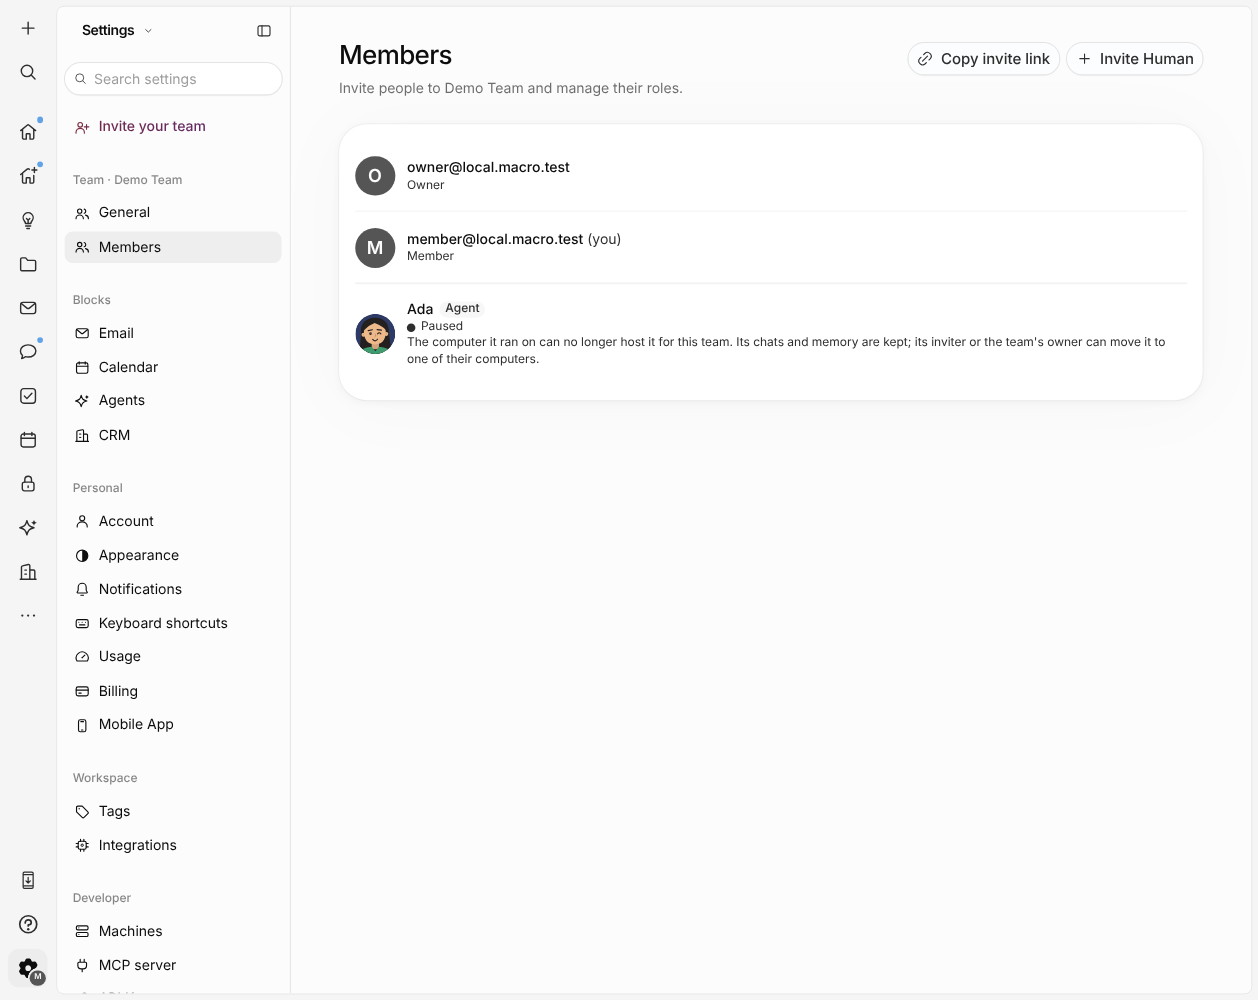 Settings
Search settings
Invite your team
Team · Demo Team
General
Members
Blocks
Email
Calendar
Agents
CRM
Personal
Account
Appearance
Notifications
Keyboard shortcuts
Usage
Billing
Mobile App
Workspace
Tags
Integrations
Developer
Machines
MCP server
M
Members
Invite people to Demo Team and manage their roles.
Copy invite link
Invite Human
O
owner@local.macro.test
Owner
M
member@local.macro.test (you)
Member
Ada Agent
Paused
The computer it ran on can no longer host it for this team. Its chats and memory are kept; its inviter or the team's owner can move it to
one of their computers.